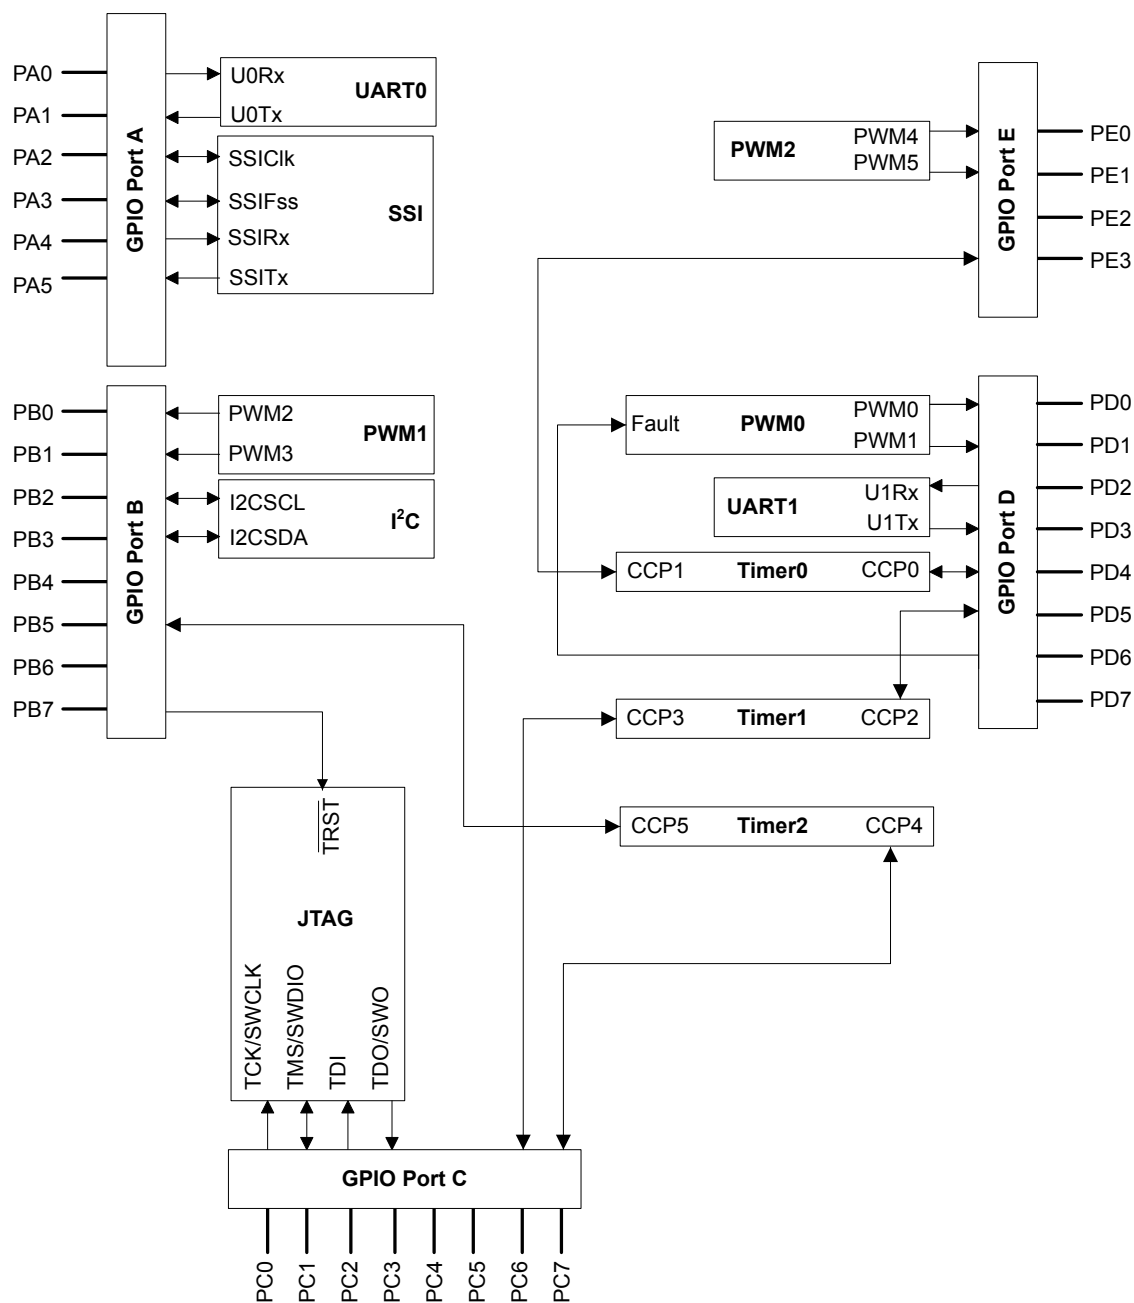 PA0
PA1
PA2
PA3
PA4
PA5
GPIO Port A
U0Rx
U0Tx
UART0
SSIClk
SSIFss
SSIRx
SSITx
SSI
PWM2
PWM4
PWM5
GPIO Port E
PE0
PE1
PE2
PE3
PB0
PB1
PB2
PB3
PB4
PB5
PB6
PB7
GPIO Port B
PWM2
PWM3
PWM1
I2CSCL
I2CSDA
I²C
Fault
PWM0
PWM0
PWM1
UART1
U1Rx
U1Tx
CCP1 Timer0 CCP0
GPIO Port D
PD0
PD1
PD2
PD3
PD4
PD5
PD6
PD7
CCP3 Timer1 CCP2
CCP5 Timer2 CCP4
TRST
JTAG
TCK/SWCLK
TMS/SWDIO
TDI
TDO/SWO
GPIO Port C
PC0
PC1
PC2
PC3
PC4
PC5
PC6
PC7